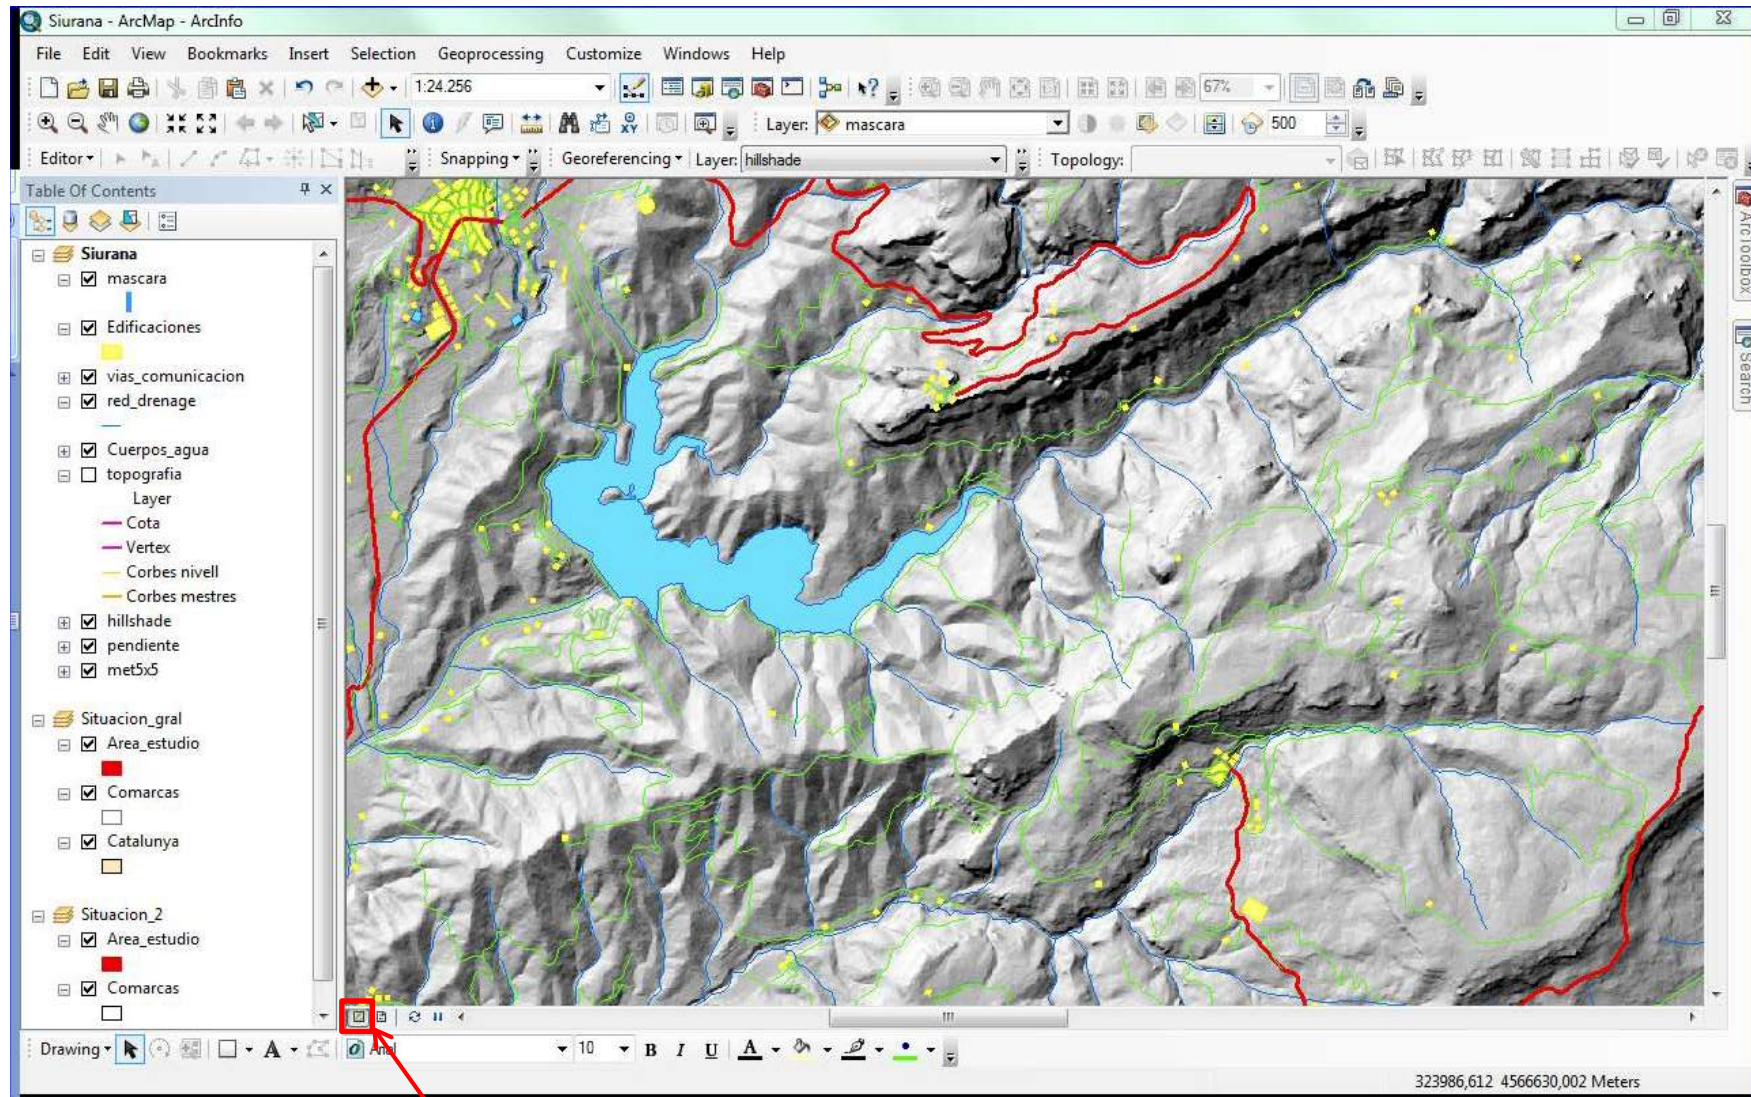 Siurana - ArcMap - ArcInfo
File Edit View Bookmarks Insert Selection Geoprocessing Customize Windows Help
1:24.256 67%
Layer: mascara 500
Editor Snapping Georeferencing Layer: hillshade Topology:
Table Of Contents
Siurana
mascara
Edificaciones
vias_comunicacion
red_drenage
Cuerpos_agua
topografia
Layer
Cota
Vertex
Corbes nivell
Corbes mestres
hillshade
pendiente
met5x5
Situacion_gral
Area_estudio
Comarcas
Catalunya
Situacion_2
Area_estudio
Comarcas
ArcToolbox
Search
Drawing A Arial 10 B I U A
323986,612 4566630,002 Meters